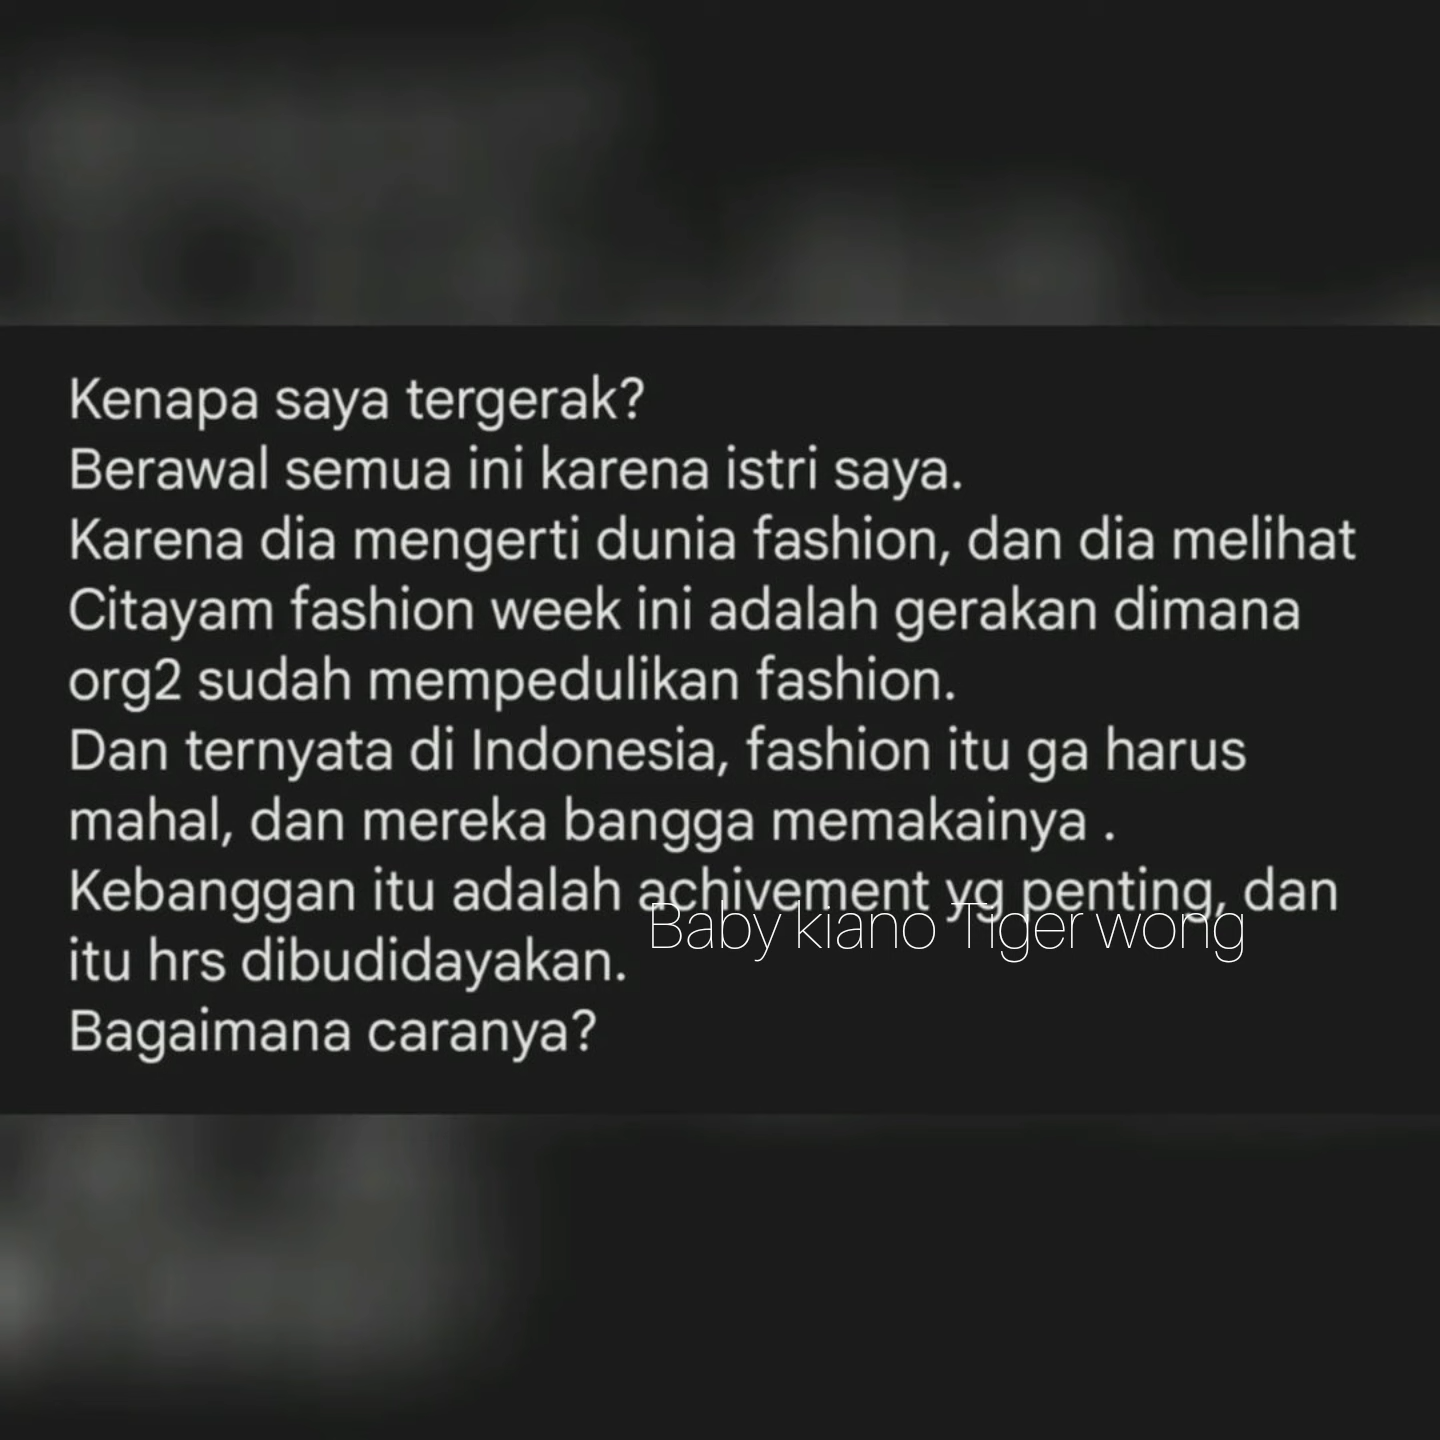 Kenapa saya tergerak?
Berawal semua ini karena istri saya.
Karena dia mengerti dunia fashion, dan dia melihat
Citayam fashion week ini adalah gerakan dimana
org2 sudah mempedulikan fashion.
Dan ternyata di Indonesia, fashion itu ga harus
mahal, dan mereka bangga memakainya .
Kebanggan itu adalah achivement yg penting, dan
Baby kiano Tiger wong
itu hrs dibudidayakan.
Bagaimana caranya?